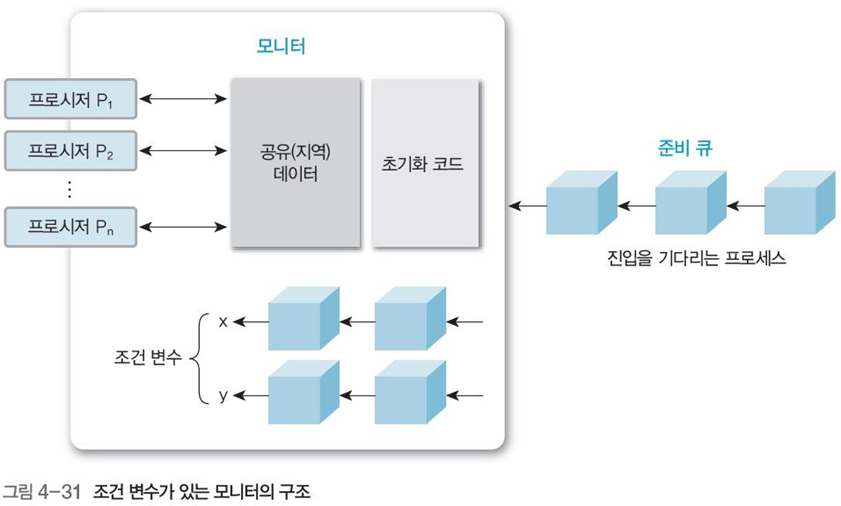 모니터
프로시저 P1
프로시저 P2
⋮
프로시저 Pn
공유(지역)
데이터
초기화 코드
준비 큐
진입을 기다리는 프로세스
조건 변수
x
y
그림 4-31 조건 변수가 있는 모니터의 구조